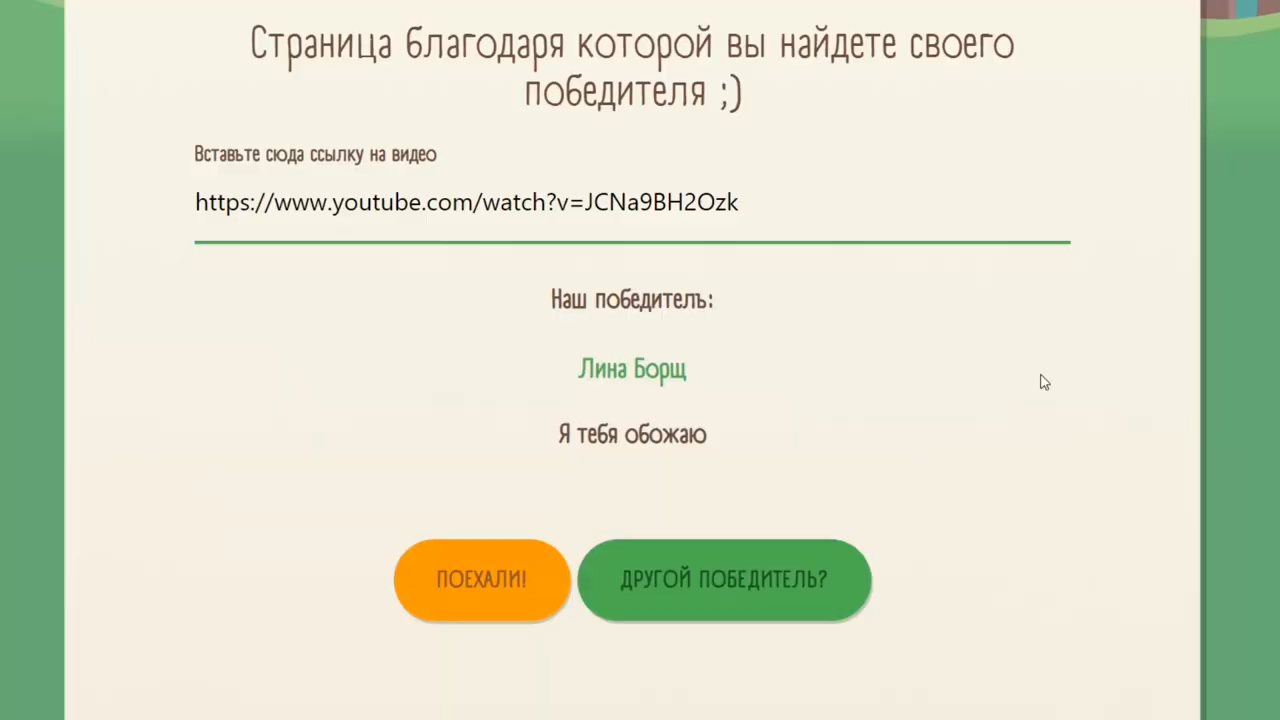 Страница благодаря которой вы найдете своего
победителя ;)
Вставьте сюда ссылку на видео
https://www.youtube.com/watch?v=JCNa9BH2Ozk
Наш победитель:
Лина Борщ
Я тебя обожаю
ПОЕХАЛИ! ДРУГОЙ ПОБЕДИТЕЛЬ?